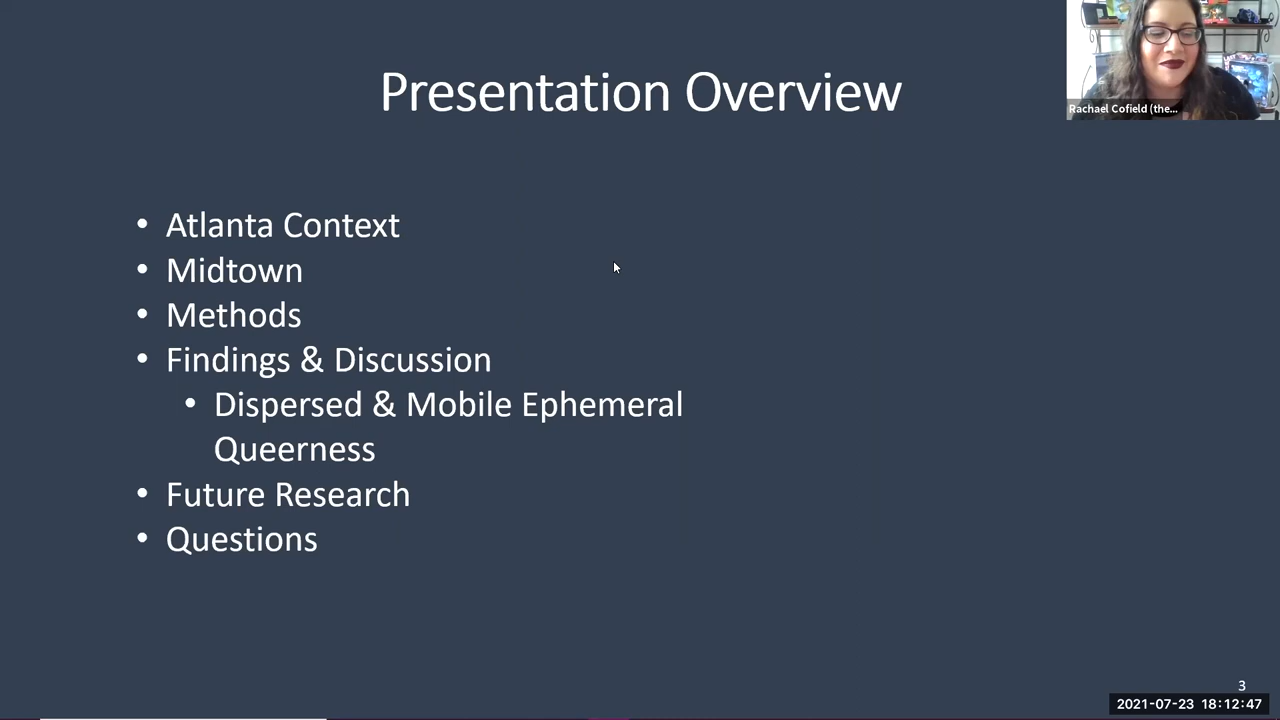 Presentation Overview
Rachael Cofield (the...
• Atlanta Context
• Midtown
• Methods
• Findings & Discussion
• Dispersed & Mobile Ephemeral
Queerness
• Future Research
• Questions
3
2021-07-23 18:12:47